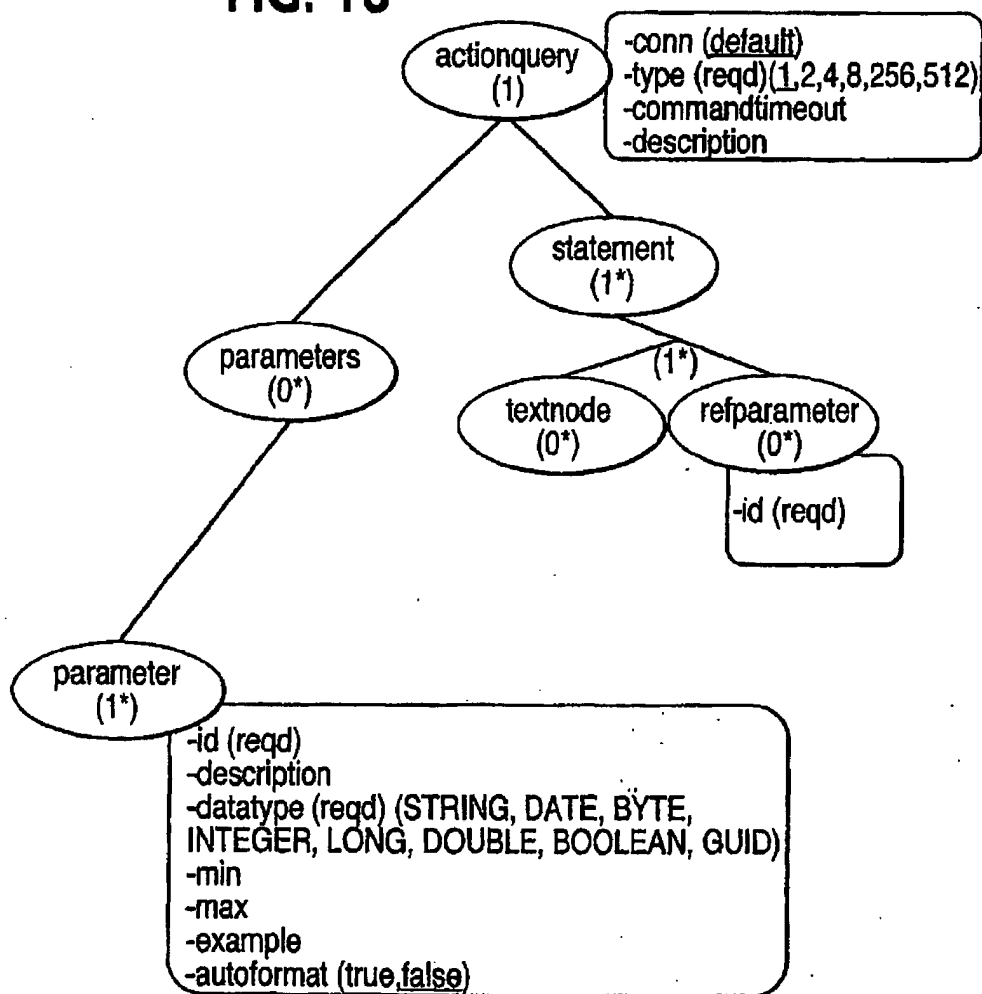 actionquery
(1)
-conn (default)
-type (reqd)(1,2,4,8,256,512)
-commandtimeout
-description
statement
(1*)
parameters
(0*)
(1*)
textnode
(0*)
refparameter
(0*)
-id (reqd)
parameter
(1*)
-id (reqd)
-description
-datatype (reqd) (STRING, DATE, BYTE,
INTEGER, LONG, DOUBLE, BOOLEAN, GUID)
-min
-max
-example
-autoformat (true,false)